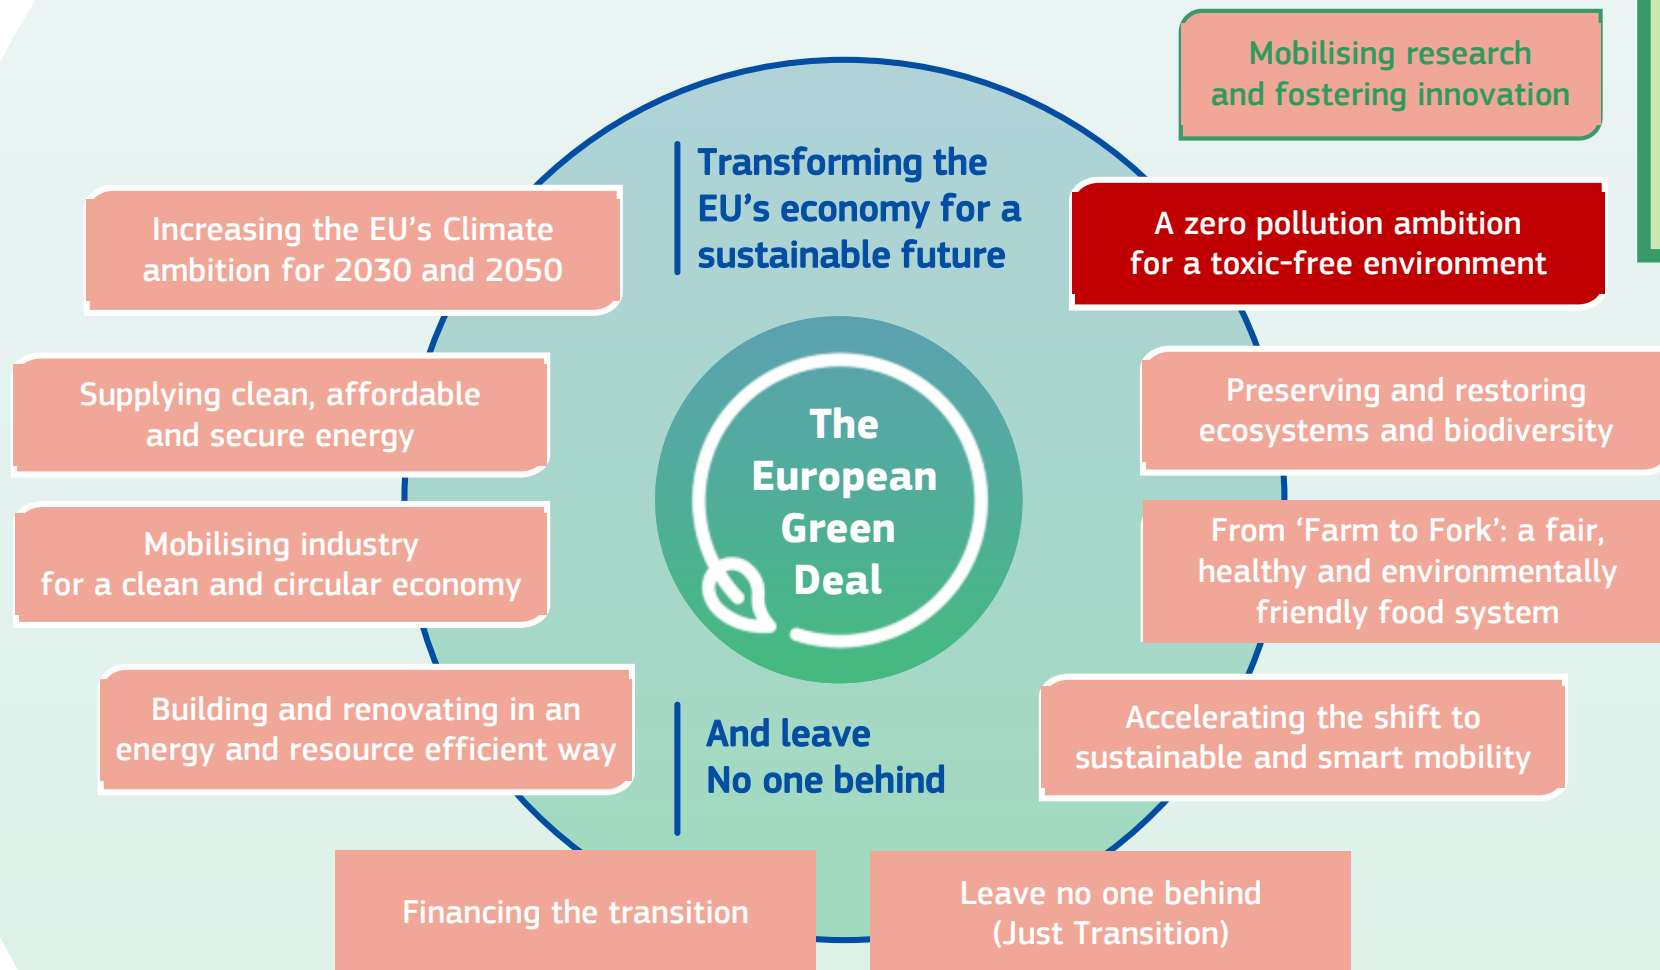 Mobilising research
and fostering innovation
Transforming the
EU’s economy for a
sustainable future
Increasing the EU’s Climate
ambition for 2030 and 2050
A zero pollution ambition
for a toxic-free environment
Supplying clean, affordable
and secure energy
Preserving and restoring
ecosystems and biodiversity
The
European
Green
Deal
Mobilising industry
for a clean and circular economy
From ‘Farm to Fork’: a fair,
healthy and environmentally
friendly food system
Building and renovating in an
energy and resource efficient way
Accelerating the shift to
sustainable and smart mobility
And leave
No one behind
Financing the transition
Leave no one behind
(Just Transition)